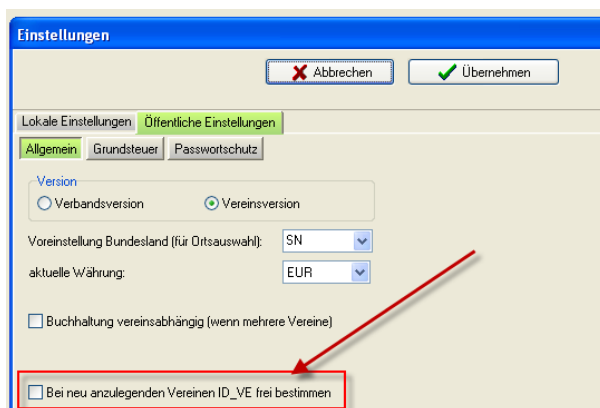 Einstellungen
Abbrechen Übernehmen
Lokale Einstellungen Öffentliche Einstellungen
Allgemein Grundsteuer Passwortschutz
Version
Verbandsversion Vereinsversion
Voreinstellung Bundesland (für Ortsauswahl): SN
aktuelle Währung: EUR
Buchhaltung vereinsabhängig (wenn mehrere Vereine)
Bei neu anzulegenden Vereinen ID_VE frei bestimmen